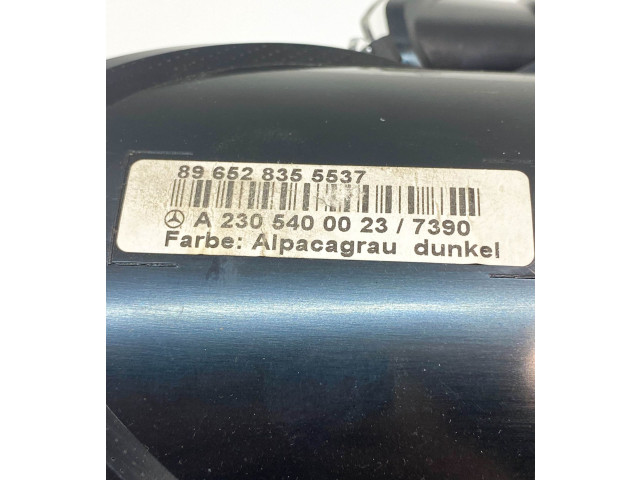 89 652 835 5537
A 230 540 00 23 / 7390
Farbe: Alpacagrau dunkel